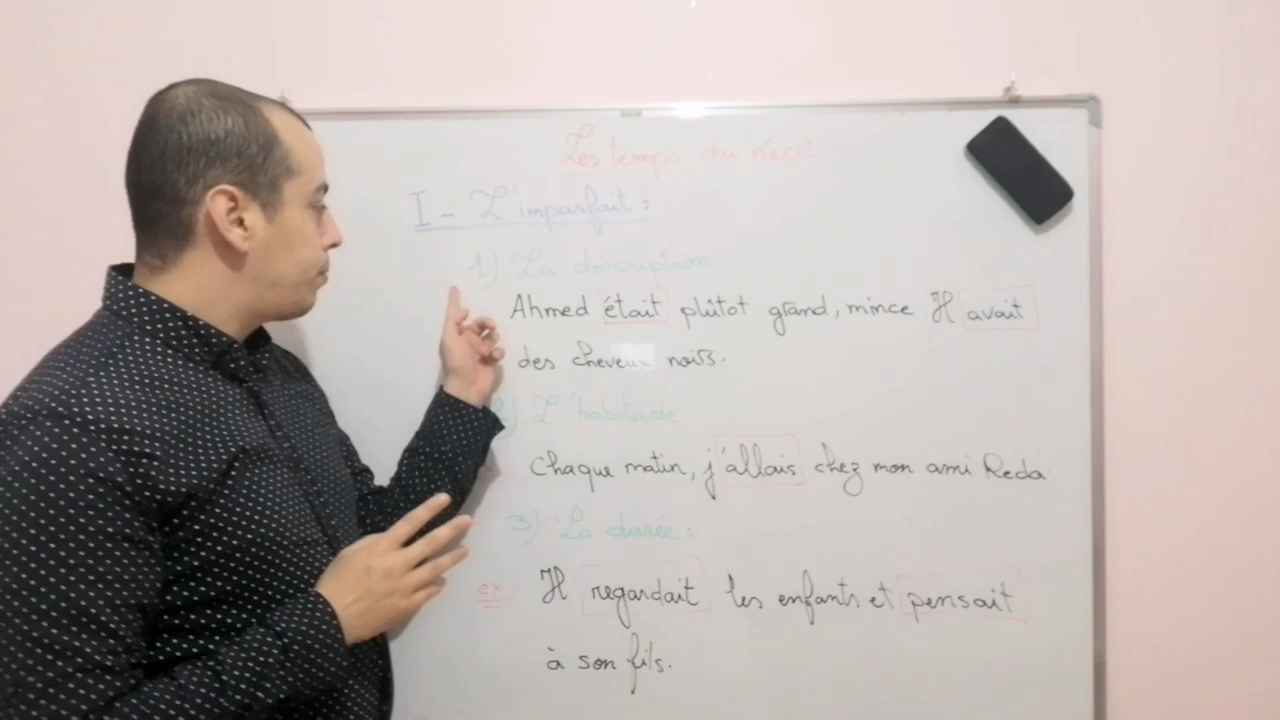 Les temps du récit
I - L'imparfait :
1) La description
Ahmed était plûtot grand, mince. Il avait
des cheveux noirs.
2) L'habitude
Chaque matin, j'allais chez mon ami Reda
3) La durée :
ex Il regardait les enfants et pensait
à son fils.